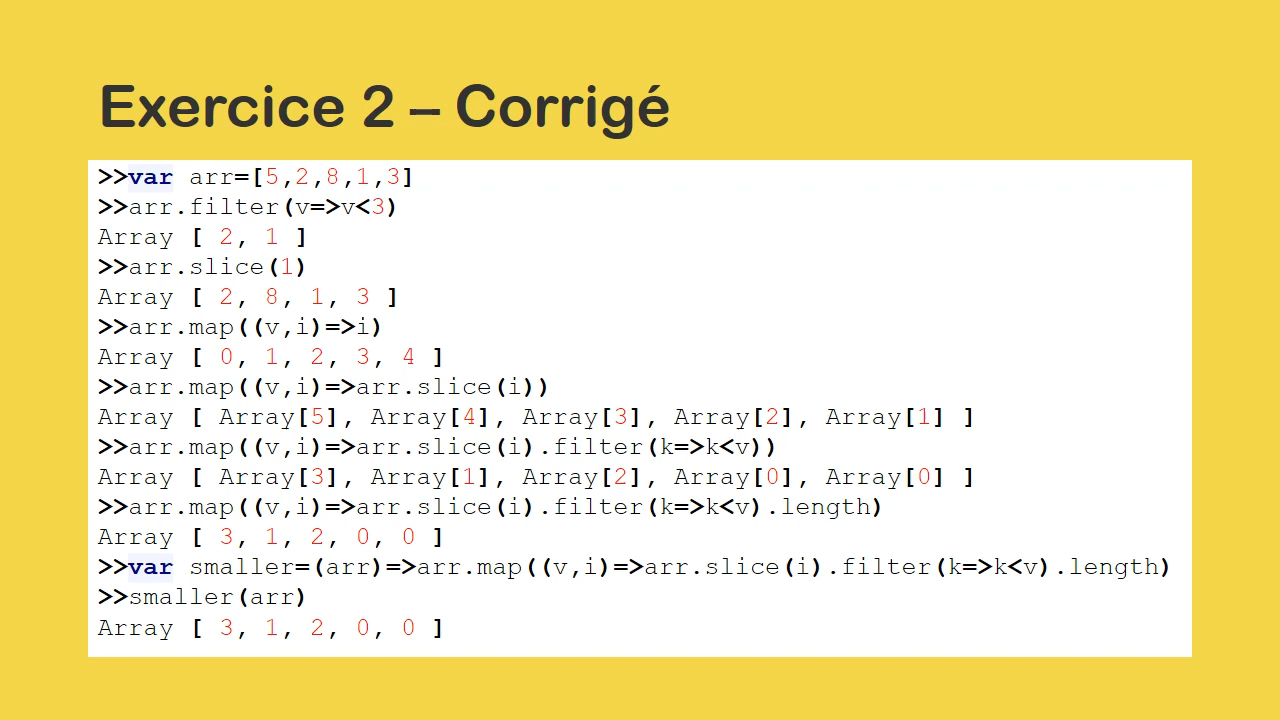 Exercice 2 – Corrigé
>>var arr=[5,2,8,1,3]
>>arr.filter(v=>v<3)
Array [ 2, 1 ]
>>arr.slice(1)
Array [ 2, 8, 1, 3 ]
>>arr.map((v,i)=>i)
Array [ 0, 1, 2, 3, 4 ]
>>arr.map((v,i)=>arr.slice(i))
Array [ Array[5], Array[4], Array[3], Array[2], Array[1] ]
>>arr.map((v,i)=>arr.slice(i).filter(k=>k<v))
Array [ Array[3], Array[1], Array[2], Array[0], Array[0] ]
>>arr.map((v,i)=>arr.slice(i).filter(k=>k<v).length)
Array [ 3, 1, 2, 0, 0 ]
>>var smaller=(arr)=>arr.map((v,i)=>arr.slice(i).filter(k=>k<v).length)
>>smaller(arr)
Array [ 3, 1, 2, 0, 0 ]